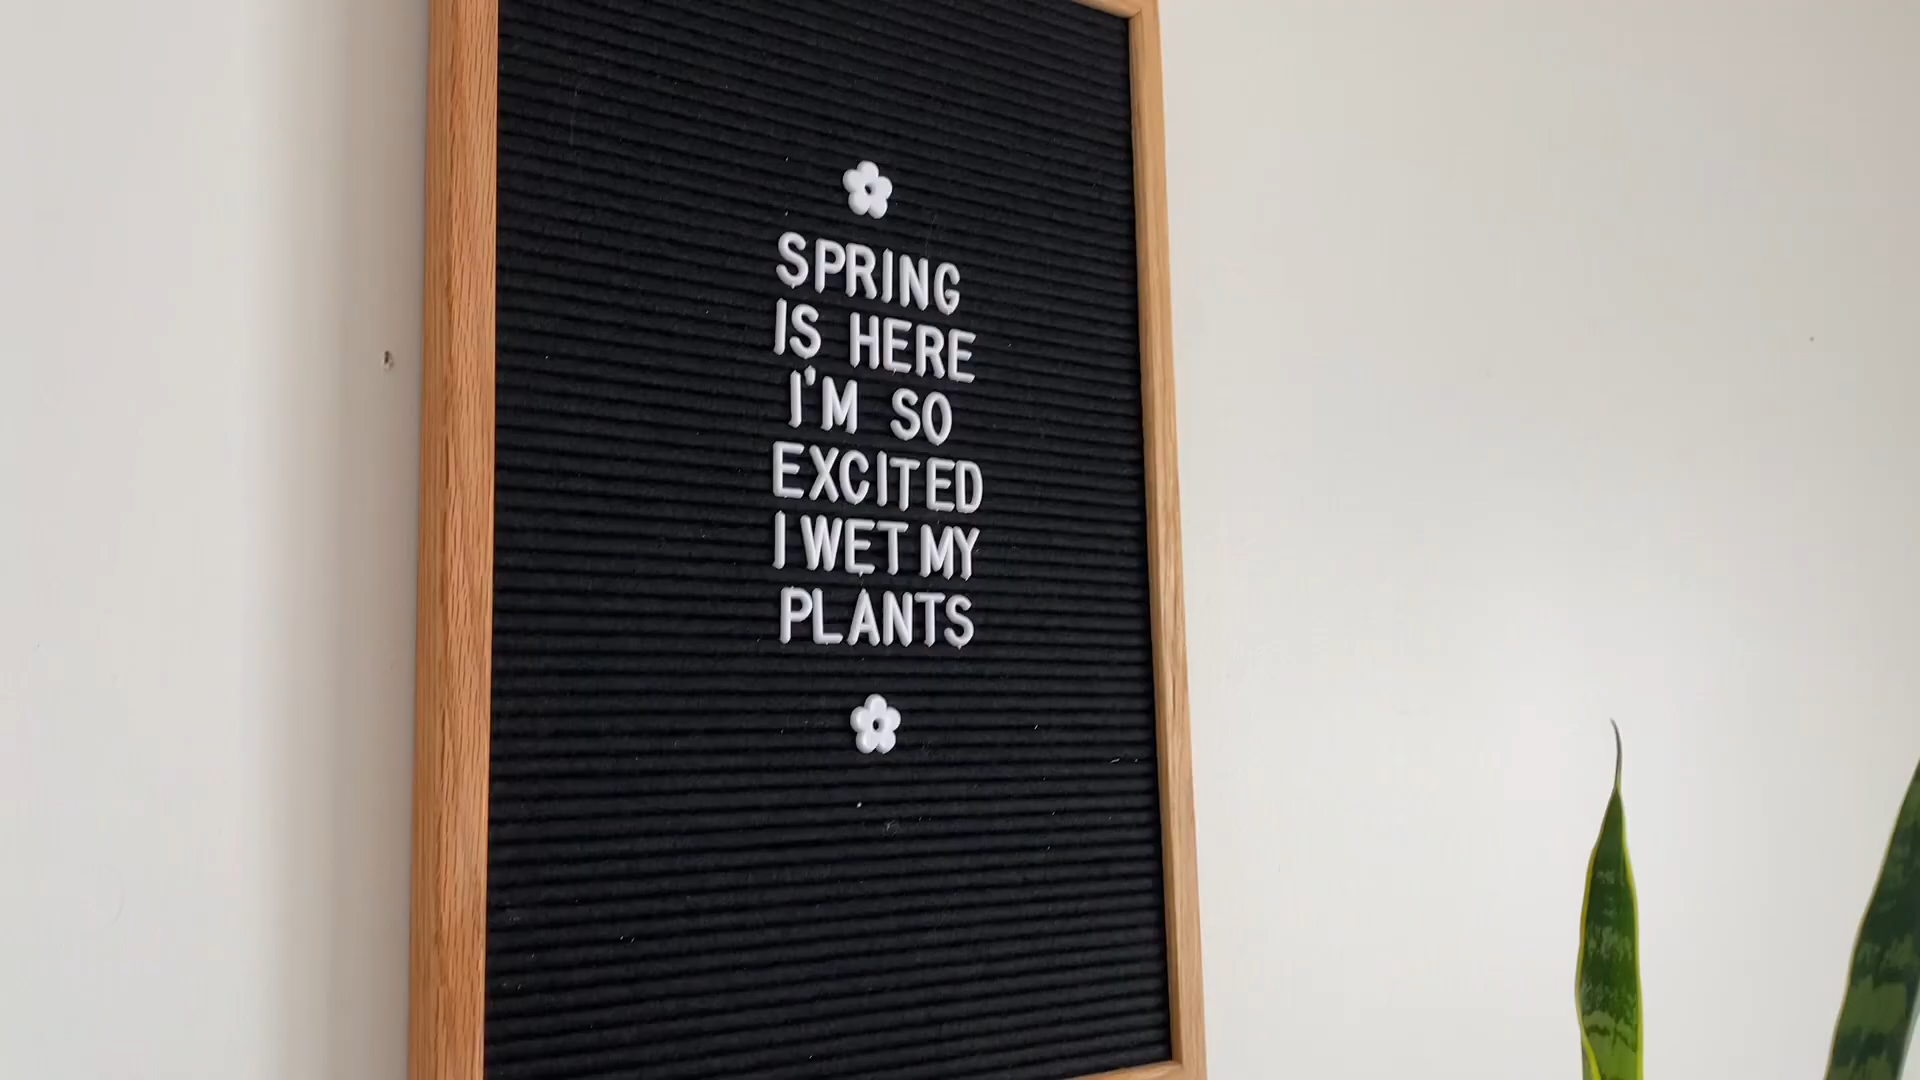 SPRING
IS HERE
I'M SO
EXCITED
I WET MY
PLANTS